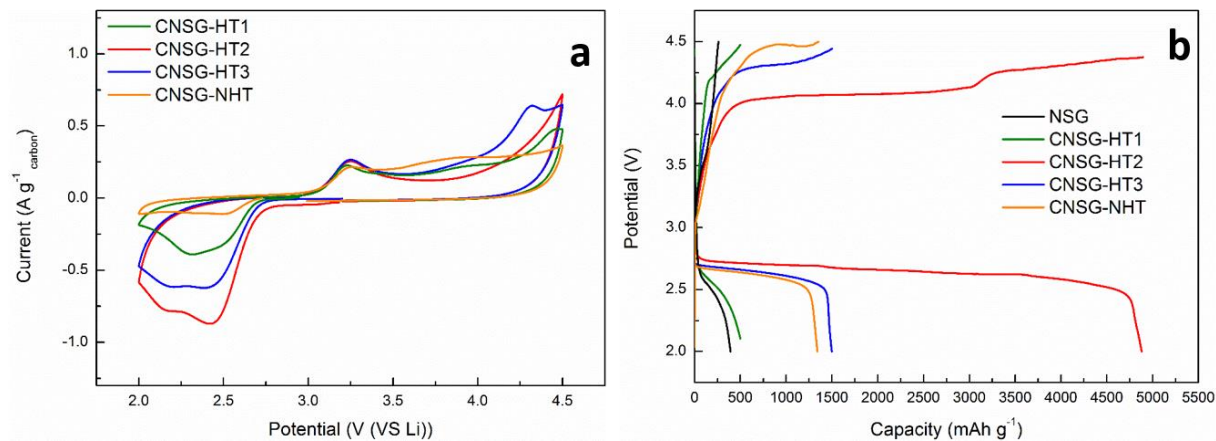 CNSG-HT1
CNSG-HT2
CNSG-HT3
CNSG-NHT
a
1.0
0.5
0.0
-0.5
-1.0
Current (A g⁻¹ carbon)
2.0 2.5 3.0 3.5 4.0 4.5
Potential (V (VS Li))
b
4.5
4.0
3.5
3.0
2.5
2.0
Potential (V)
NSG
CNSG-HT1
CNSG-HT2
CNSG-HT3
CNSG-NHT
0 500 1000 1500 2000 2500 3000 3500 4000 4500 5000 5500
Capacity (mAh g⁻¹)